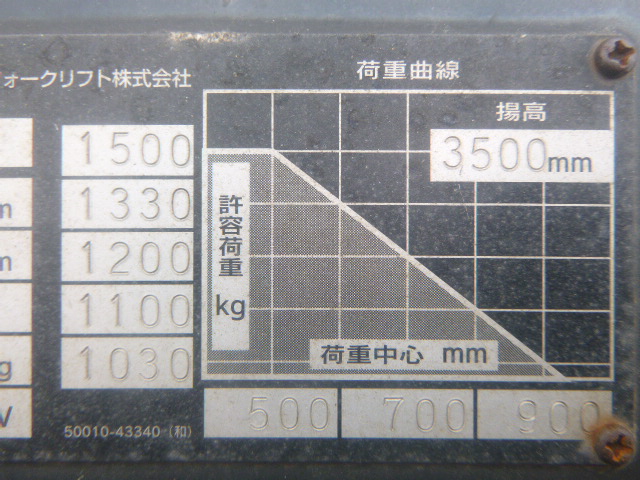 ォークリフト株式会社
荷重曲線
揚高
3500mm
1500
1330
1200
1100
1030
m
m
g
V
許容荷重
kg
荷重中心 mm
500
700
900
50010-43340 (和)